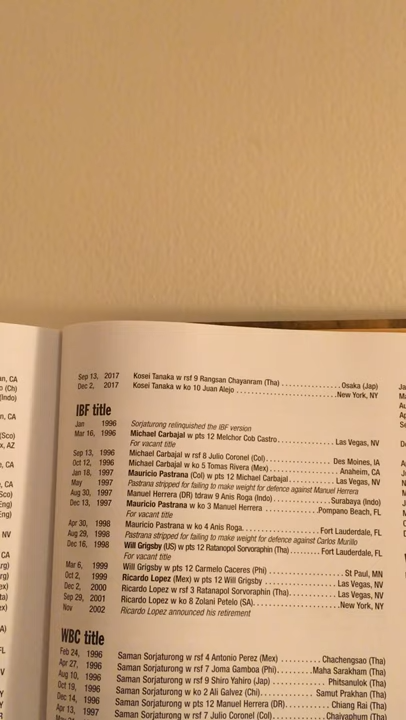 Sep 13, 2017 Kosei Tanaka w rsf 9 Rangsan Chayanram (Tha) Osaka (Jap)
Dec 2, 2017 Kosei Tanaka w ko 10 Juan Alejo New York, NY
IBF title
Jan 1996 Sorjaturong relinquished the IBF version
Mar 16, 1996 Michael Carbajal w pts 12 Melchor Cob Castro Las Vegas, NV
For vacant title
Sep 13, 1996 Michael Carbajal w rsf 8 Julio Coronel (Col) Des Moines, IA
Oct 12, 1996 Michael Carbajal w ko 5 Tomas Rivera (Mex) Anaheim, CA
Jan 18, 1997 Mauricio Pastrana (Col) w pts 12 Michael Carbajal Las Vegas, NV
May 1997 Pastrana stripped for failing to make weight for defence against Manuel Herrera
Aug 30, 1997 Manuel Herrera (DR) tdraw 9 Anis Roga (Indo) Surabaya (Indo)
Dec 13, 1997 Mauricio Pastrana w ko 3 Manuel Herrera Pompano Beach, FL
For vacant title
Apr 30, 1998 Mauricio Pastrana w ko 4 Anis Roga Fort Lauderdale, FL
Aug 29, 1998 Pastrana stripped for failing to make weight for defence against Carlos Murillo
Dec 16, 1998 Will Grigsby (US) w pts 12 Ratanapol Sorvoraphin (Tha) Fort Lauderdale, FL
For vacant title
Mar 6, 1999 Will Grigsby w pts 12 Carmelo Caceres (Phi) St Paul, MN
Oct 2, 1999 Ricardo Lopez (Mex) w pts 12 Will Grigsby Las Vegas, NV
Dec 2, 2000 Ricardo Lopez w rsf 3 Ratanapol Sorvoraphin (Tha) Las Vegas, NV
Sep 29, 2001 Ricardo Lopez w ko 8 Zolani Petelo (SA) New York, NY
Nov 2002 Ricardo Lopez announced his retirement
WBC title
Feb 24, 1996 Saman Sorjaturong w rsf 4 Antonio Perez (Mex) Chachengsao (Tha)
Apr 27, 1996 Saman Sorjaturong w rsf 7 Joma Gamboa (Phi) Maha Sarakham (Tha)
Aug 10, 1996 Saman Sorjaturong w rsf 9 Shiro Yahiro (Jap) Phitsanulok (Tha)
Oct 19, 1996 Saman Sorjaturong w ko 2 Ali Galvez (Chi) Samut Prakhan (Tha)
Dec 14, 1996 Saman Sorjaturong w pts 12 Manuel Herrera (DR) Chiang Rai (Tha)
Apr 13, 1997 Saman Sorjaturong w rsf 7 Julio Coronel (Col) Chaiyaphum (Tha)